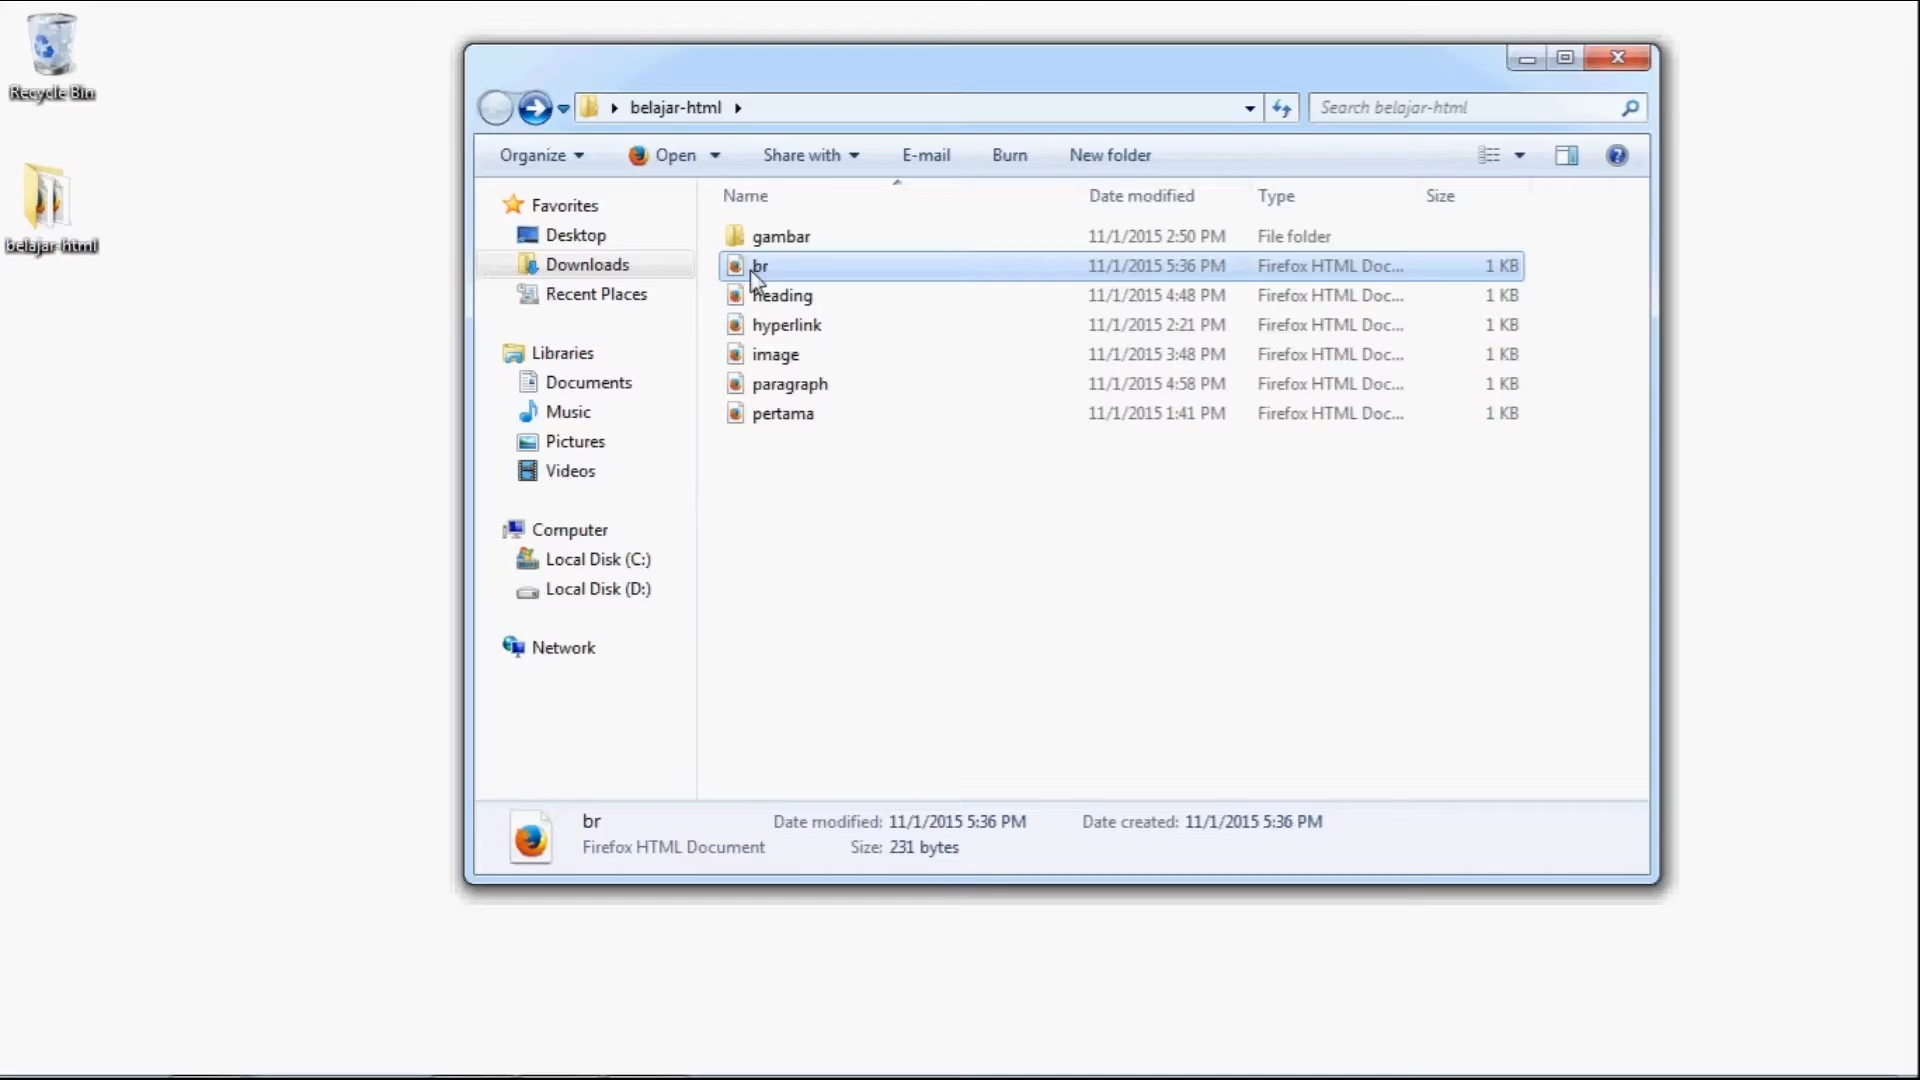 Recycle Bin
belajar-html
belajar-html
Search belajar-html
Organize Open Share with E-mail Burn New folder
Name Date modified Type Size
Favorites
Desktop
Downloads
Recent Places
Libraries
Documents
Music
Pictures
Videos
Computer
Local Disk (C:)
Local Disk (D:)
Network
gambar 11/1/2015 2:50 PM File folder
br 11/1/2015 5:36 PM Firefox HTML Doc... 1 KB
heading 11/1/2015 4:48 PM Firefox HTML Doc... 1 KB
hyperlink 11/1/2015 2:21 PM Firefox HTML Doc... 1 KB
image 11/1/2015 3:48 PM Firefox HTML Doc... 1 KB
paragraph 11/1/2015 4:58 PM Firefox HTML Doc... 1 KB
pertama 11/1/2015 1:41 PM Firefox HTML Doc... 1 KB
br Date modified: 11/1/2015 5:36 PM Date created: 11/1/2015 5:36 PM
Firefox HTML Document Size: 231 bytes